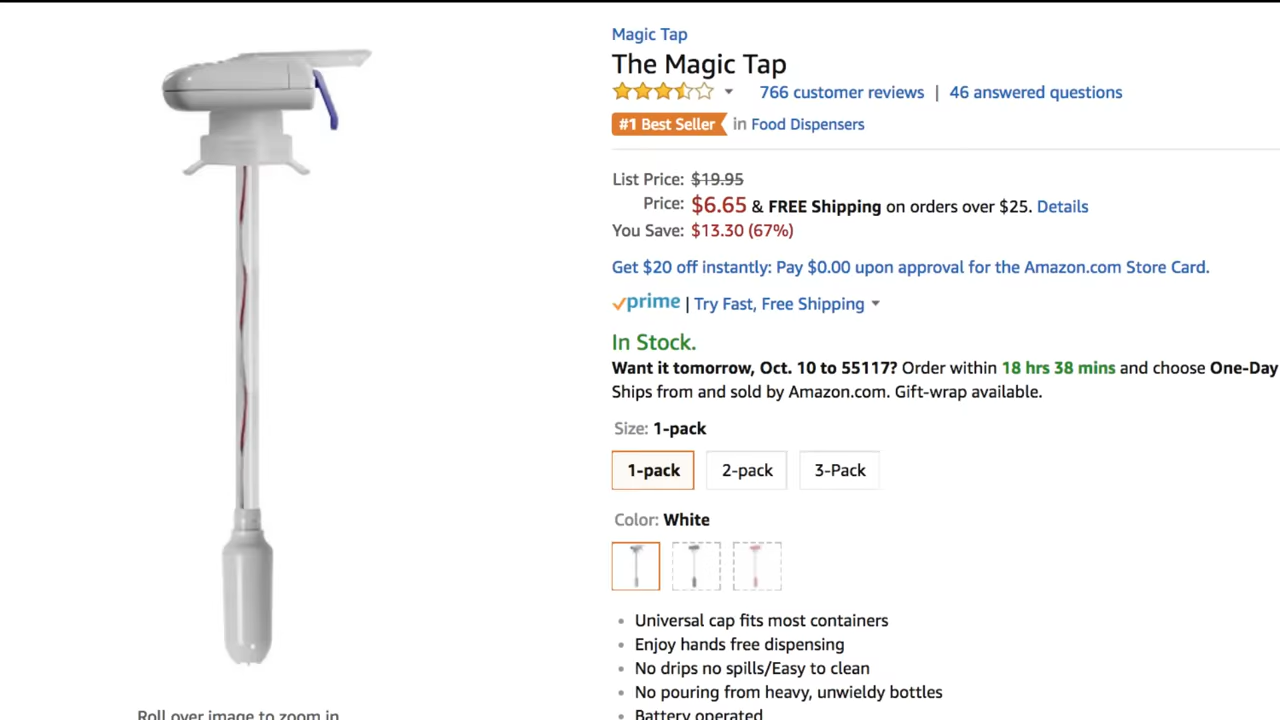 Magic Tap
The Magic Tap
766 customer reviews | 46 answered questions
#1 Best Seller in Food Dispensers
List Price: $19.95
Price: $6.65 & FREE Shipping on orders over $25. Details
You Save: $13.30 (67%)
Get $20 off instantly: Pay $0.00 upon approval for the Amazon.com Store Card.
prime | Try Fast, Free Shipping
In Stock.
Want it tomorrow, Oct. 10 to 55117? Order within 18 hrs 38 mins and choose One-Day
Ships from and sold by Amazon.com. Gift-wrap available.
Size: 1-pack
1-pack 2-pack 3-Pack
Color: White
• Universal cap fits most containers
• Enjoy hands free dispensing
• No drips no spills/Easy to clean
• No pouring from heavy, unwieldy bottles
• Battery operated
Roll over image to zoom in